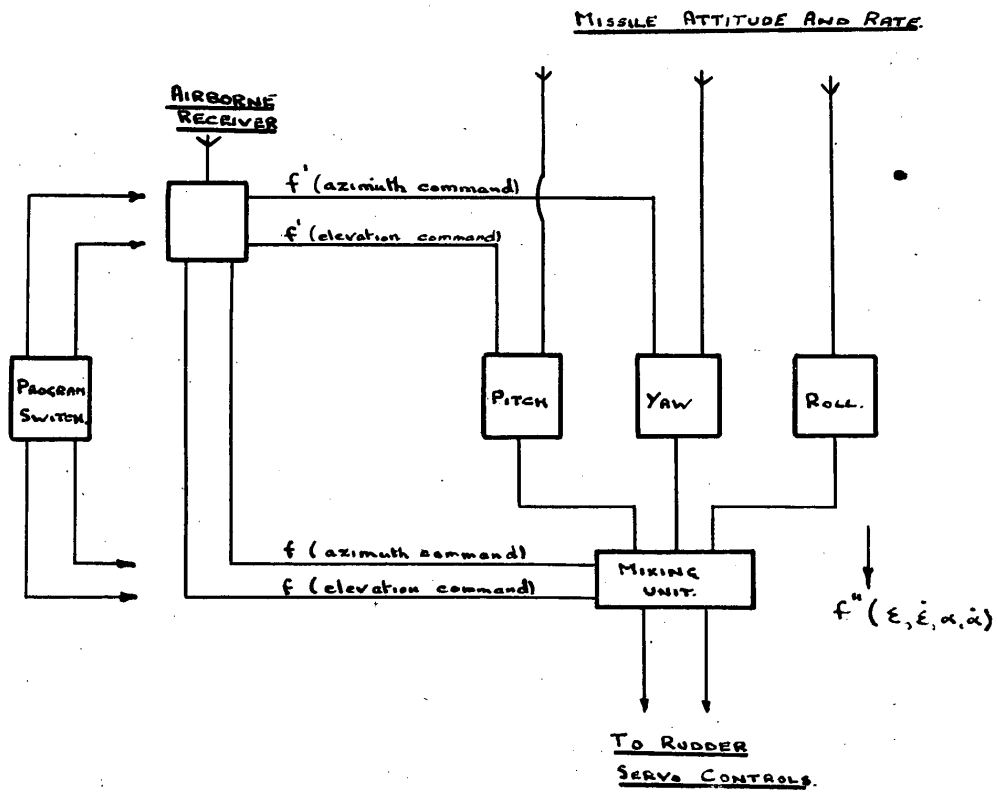 MISSILE ATTITUDE AND RATE.
AIRBORNE
RECEIVER
f' (azimuth command)
f' (elevation command)
PROGRAM
SWITCH.
PITCH
YAW
ROLL.
f (azimuth command)
f (elevation command)
MIXING
UNIT.
f" (ε, ε̇, α, α̇)
TO RUDDER
SERVO CONTROLS.